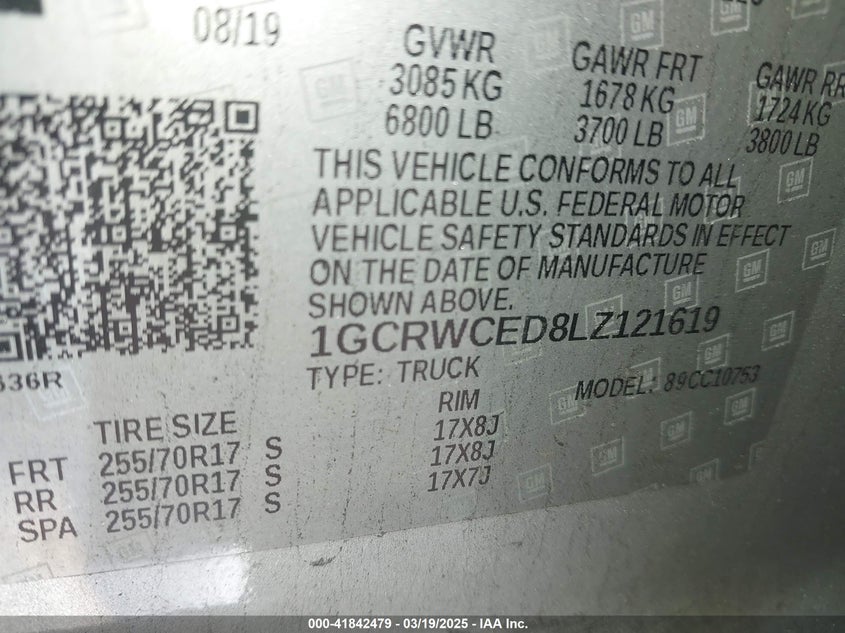 08/19
GVWR
3085 KG
6800 LB
GAWR FRT
1678 KG
3700 LB
GAWR RR
1724 KG
3800 LB
THIS VEHICLE CONFORMS TO ALL
APPLICABLE U.S. FEDERAL MOTOR
VEHICLE SAFETY STANDARDS IN EFFECT
ON THE DATE OF MANUFACTURE
SHOWN ABOVE.
1GCRWCED8LZ121619
TYPE: TRUCK
MODEL: 89CC10753
636R
TIRE SIZE RIM
FRT 255/70R17 S 17X8J
RR 255/70R17 S 17X8J
SPA 255/70R17 S 17X7J
000-41842479 - 03/19/2025 - IAA Inc.